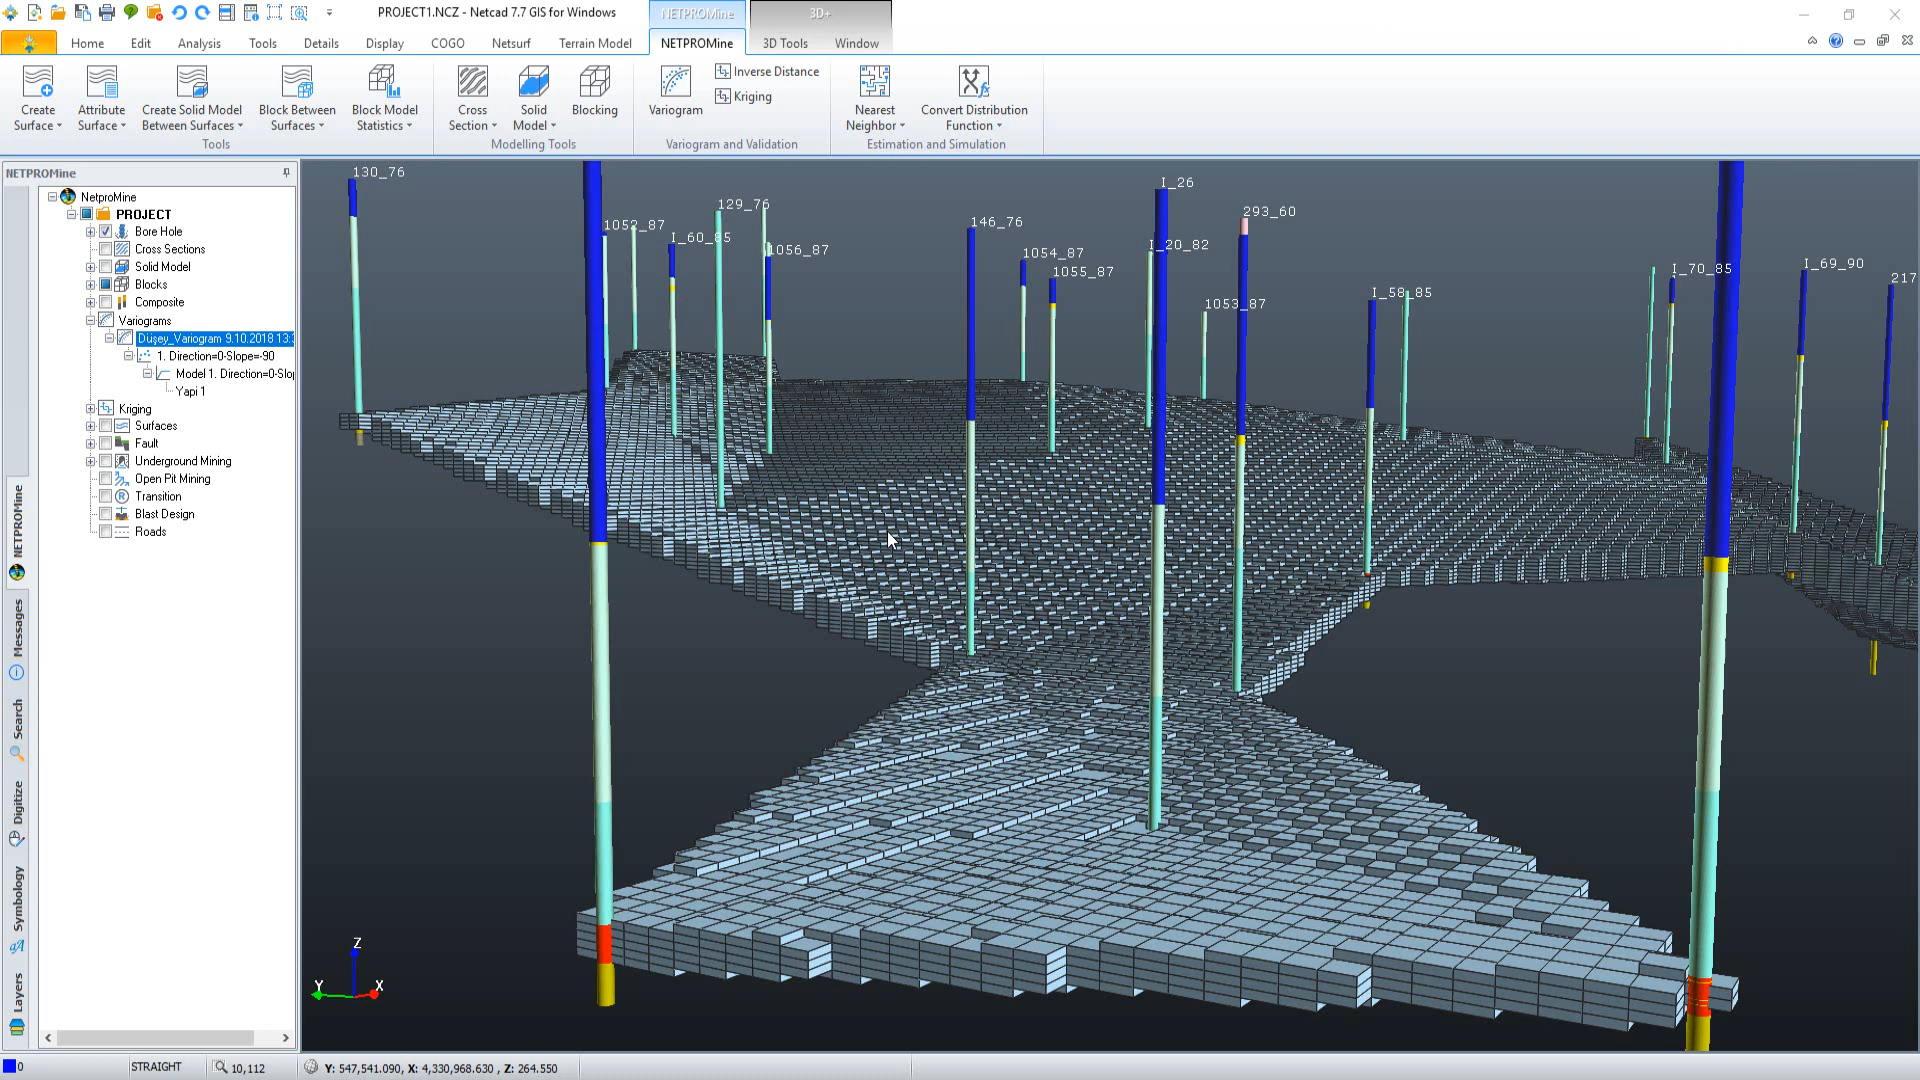 PROJECT1.NCZ - Netcad 7.7 GIS for Windows
NETPROMine
3D+
Home
Edit
Analysis
Tools
Details
Display
COGO
Netsurf
Terrain Model
NETPROMine
3D Tools
Window
Create
Surface
Attribute
Surface
Create Solid Model
Between Surfaces
Block Between
Surfaces
Block Model
Statistics
Tools
Cross
Section
Solid
Model
Blocking
Modelling Tools
Variogram
Inverse Distance
Kriging
Variogram and Validation
Nearest
Neighbor
Convert Distribution
Function
Estimation and Simulation
NETPROMine
NetproMine
PROJECT
Bore Hole
Cross Sections
Solid Model
Blocks
Composite
Variograms
Düşey_Variogram 9.10.2018 13:
1. Direction=0-Slope=-90
Model 1. Direction=0-Slop
Yapi 1
Kriging
Surfaces
Fault
Underground Mining
Open Pit Mining
Transition
Blast Design
Roads
NETPROMine
Messages
Search
Digitize
Symbology
Layers
130_76
1052_87
I_60_85
129_76
1056_87
146_76
1054_87
1055_87
I_26
I_20_82
293_60
1053_87
I_58_85
I_70_85
I_69_90
217
Z
Y
X
0
STRAIGHT
10,112
Y: 547,541.090, X: 4,330,968.630 , Z: 264.550